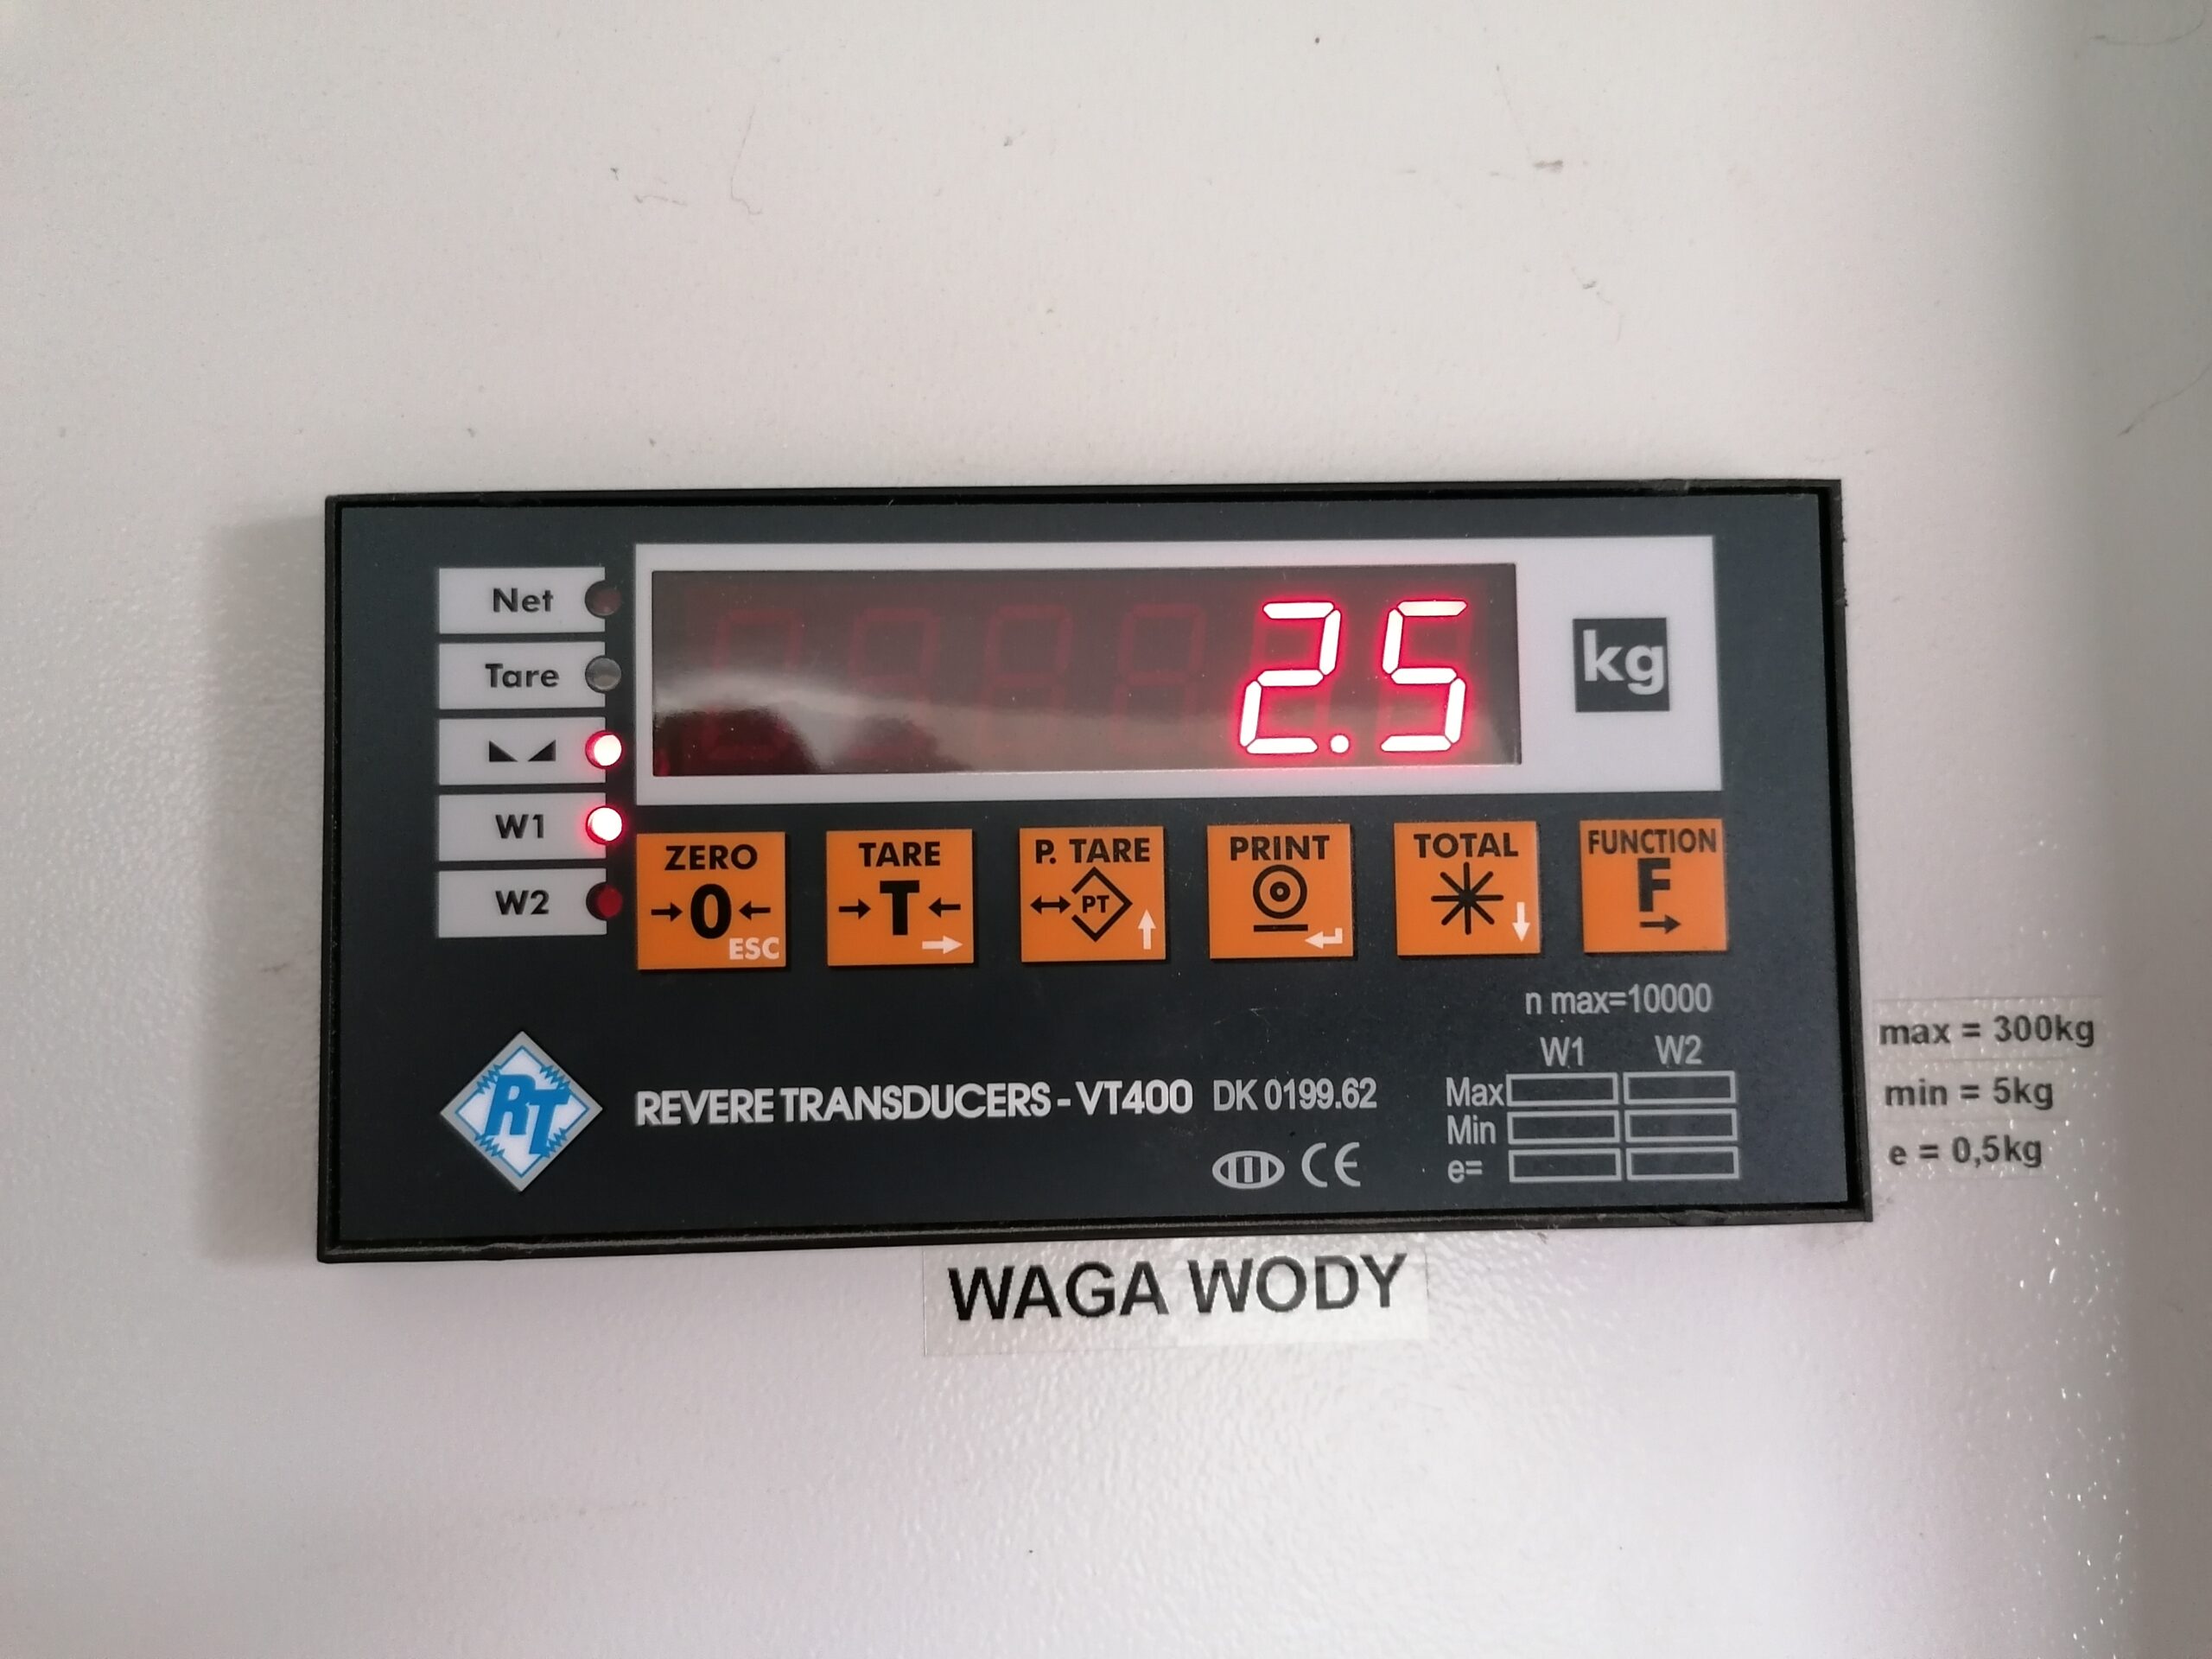 Net
Tare
W1
W2
2.5
kg
ZERO
→0←
ESC
TARE
→T←
→
P. TARE
↔ PT
↑
PRINT
↵
TOTAL
✳
↓
FUNCTION
F
→
n max=10000
W1 W2
Max
Min
e=
RT
REVERE TRANSDUCERS - VT400 DK 0199.62
CE
max = 300kg
min = 5kg
e = 0,5kg
WAGA WODY